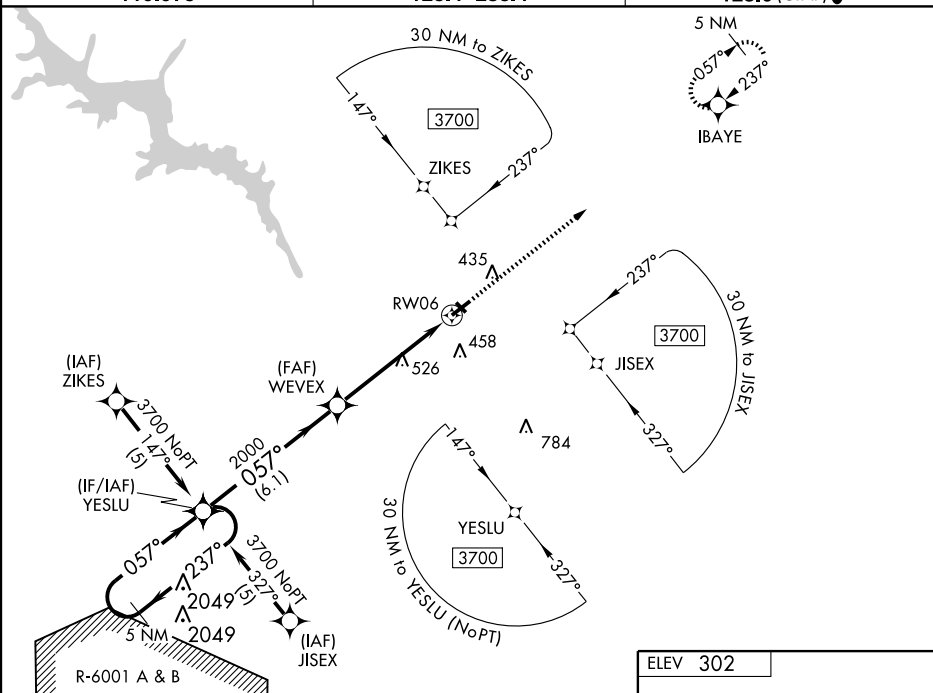 5 NM
057°
237°
IBAYE
30 NM to ZIKES
147°
3700
237°
ZIKES
435
RW06
458
526
237°
30 NM to JISEX
3700
JISEX
327°
(IAF)
ZIKES
(FAF)
WEVEX
3700 NoPT
147°
(5)
2000
057°
(6.1)
(IF/IAF)
YESLU
784
147°
30 NM to YESLU (NoPT)
YESLU
3700
327°
057°
237°
3700 NoPT
327°
(5)
2049
2049
5 NM
(IAF)
JISEX
R-6001 A & B
ELEV 302